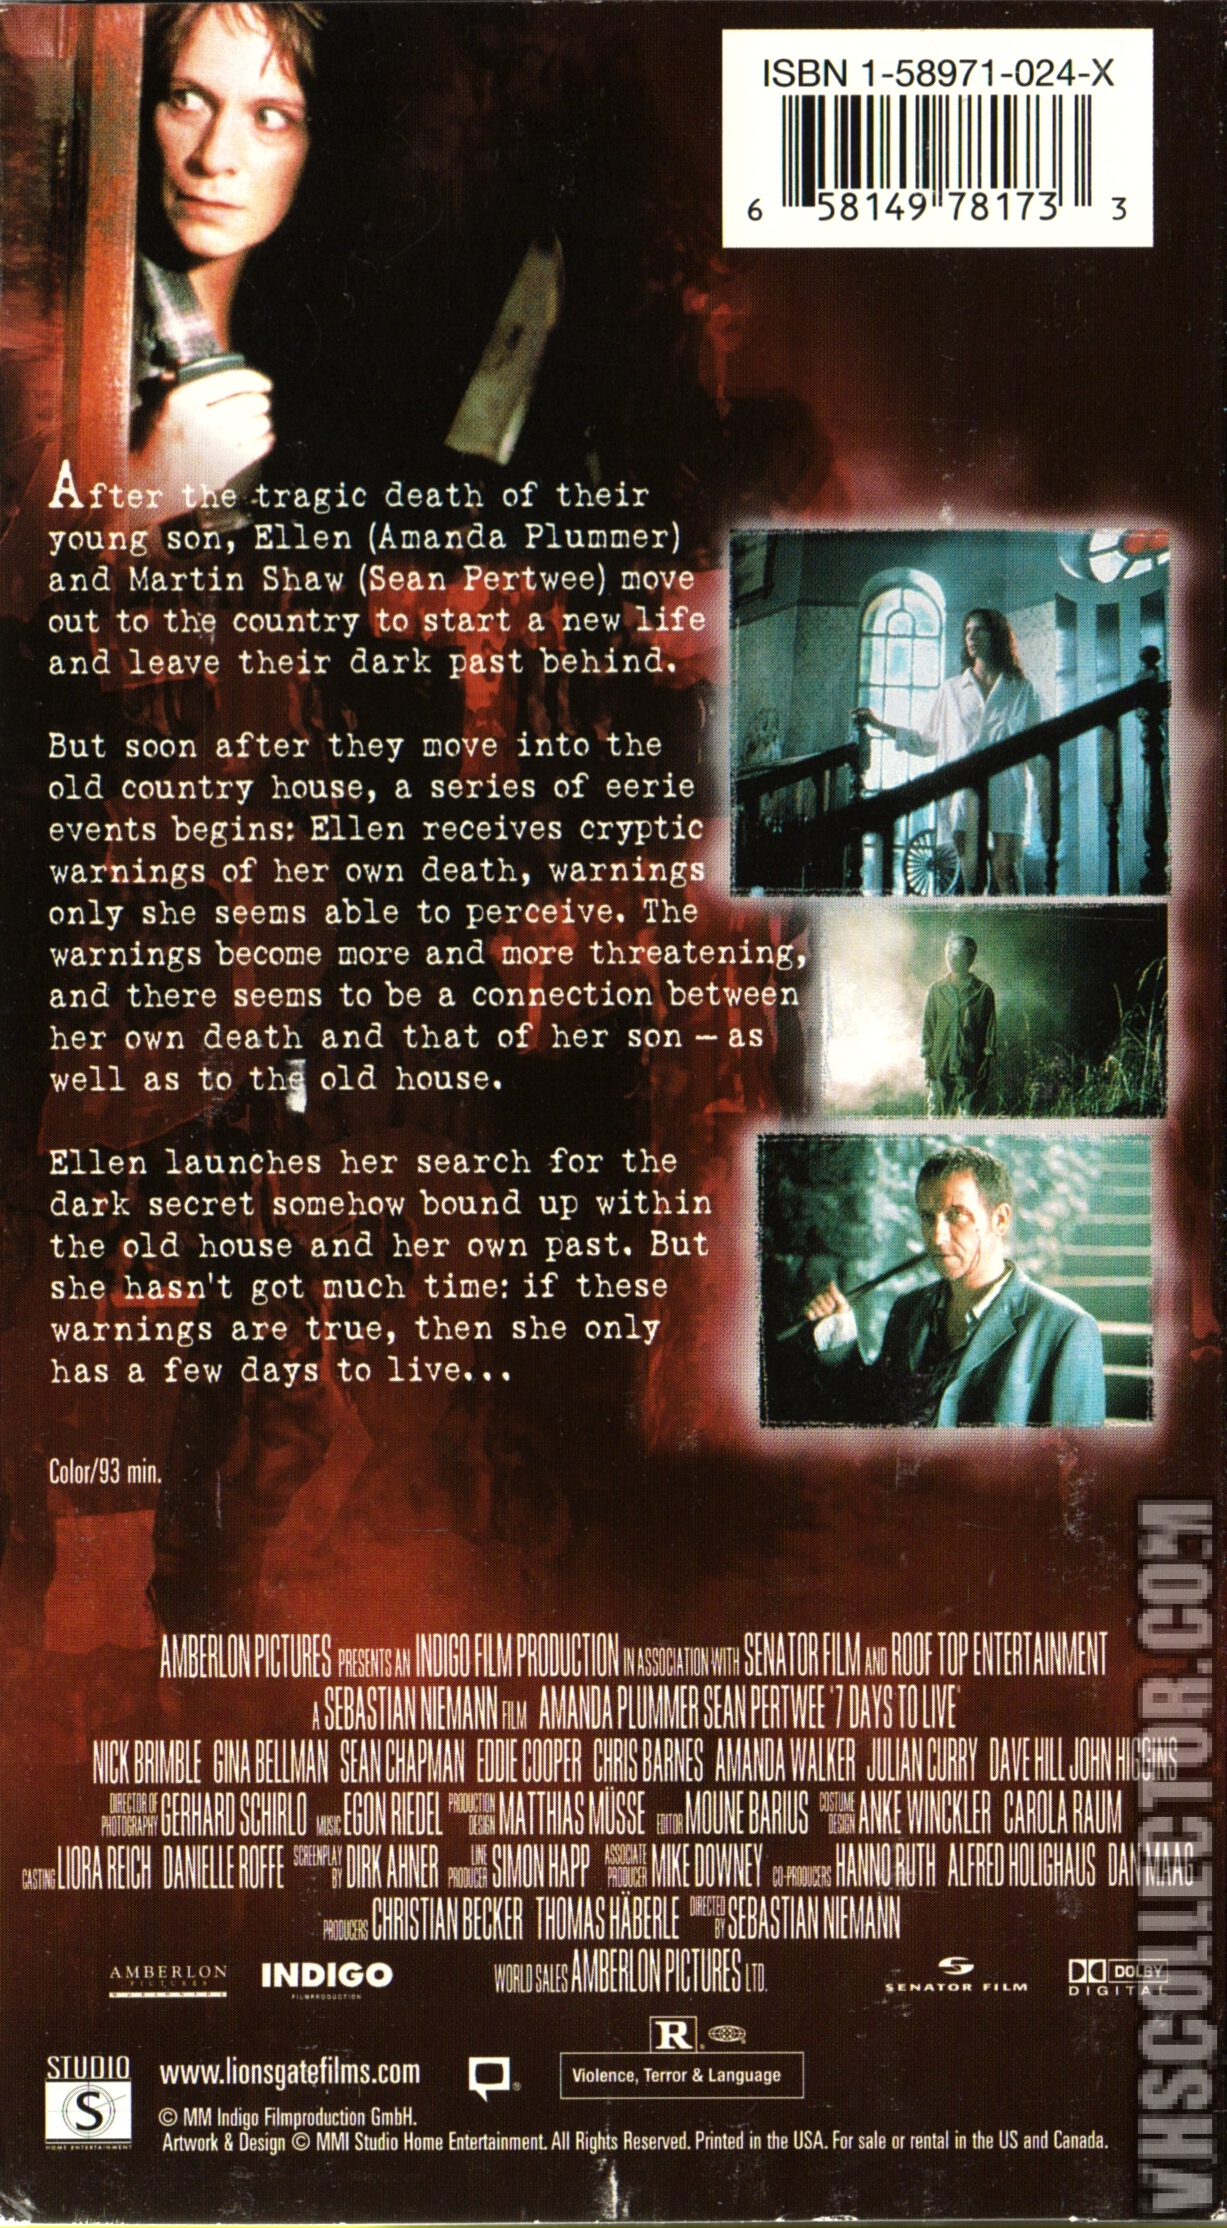 ISBN 1-58971-024-X
6 58149 78173 3
After the tragic death of their
young son, Ellen (Amanda Plummer)
and Martin Shaw (Sean Pertwee) move
out to the country to start a new life
and leave their dark past behind.
But soon after they move into the
old country house, a series of eerie
events begins: Ellen receives cryptic
warnings of her own death, warnings
only she seems able to perceive. The
warnings become more and more threatening,
and there seems to be a connection between
her own death and that of her son – as
well as to the old house.
Ellen launches her search for the
dark secret somehow bound up within
the old house and her own past. But
she hasn't got much time: if these
warnings are true, then she only
has a few days to live...
Color/93 min.
AMBERLON PICTURES PRESENTS AN INDIGO FILM PRODUCTION IN ASSOCIATION WITH SENATOR FILM AND ROOF TOP ENTERTAINMENT
A SEBASTIAN NIEMANN FILM AMANDA PLUMMER SEAN PERTWEE "7 DAYS TO LIVE"
NICK BRIMBLE GINA BELLMAN SEAN CHAPMAN EDDIE COOPER CHRIS BARNES AMANDA WALKER JULIAN CURRY DAVE HILL JOHN HIGGINS
DIRECTOR OF PHOTOGRAPHY GERHARD SCHIRLO MUSIC EGON RIEDEL PRODUCTION DESIGN MATTHIAS MÜSSE EDITOR MOUNE BARIUS COSTUME DESIGN ANKE WINCKLER CAROLA RAUM
CASTING LIORA REICH DANIELLE ROFFE SCREENPLAY BY DIRK AHNER LINE PRODUCER SIMON HAPP ASSOCIATE PRODUCER MIKE DOWNEY CO-PRODUCERS HANNO HUTH ALFRED HOLIGHAUS DAN MAAG
PRODUCERS CHRISTIAN BECKER THOMAS HÄBERLE DIRECTED BY SEBASTIAN NIEMANN
AMBERLON PICTURES
INDIGO FILMPRODUCTION
WORLD SALES AMBERLON PICTURES LTD.
SENATOR FILM
DOLBY DIGITAL
R
STUDIO S HOME ENTERTAINMENT
www.lionsgatefilms.com
Violence, Terror & Language
© MM Indigo Filmproduction GmbH.
Artwork & Design © MMI Studio Home Entertainment. All Rights Reserved. Printed in the USA. For sale or rental in the US and Canada.
VHSCOLLECTOR.COM